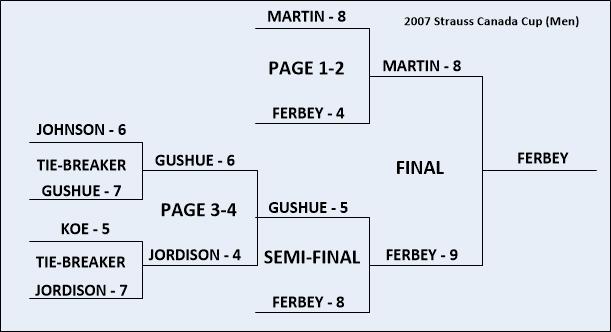 MARTIN - 8
2007 Strauss Canada Cup (Men)
PAGE 1-2
MARTIN - 8
FERBEY - 4
JOHNSON - 6
TIE-BREAKER
GUSHUE - 6
GUSHUE - 7
FINAL
FERBEY
PAGE 3-4
GUSHUE - 5
KOE - 5
TIE-BREAKER
JORDISON - 4
SEMI-FINAL
FERBEY - 9
JORDISON - 7
FERBEY - 8